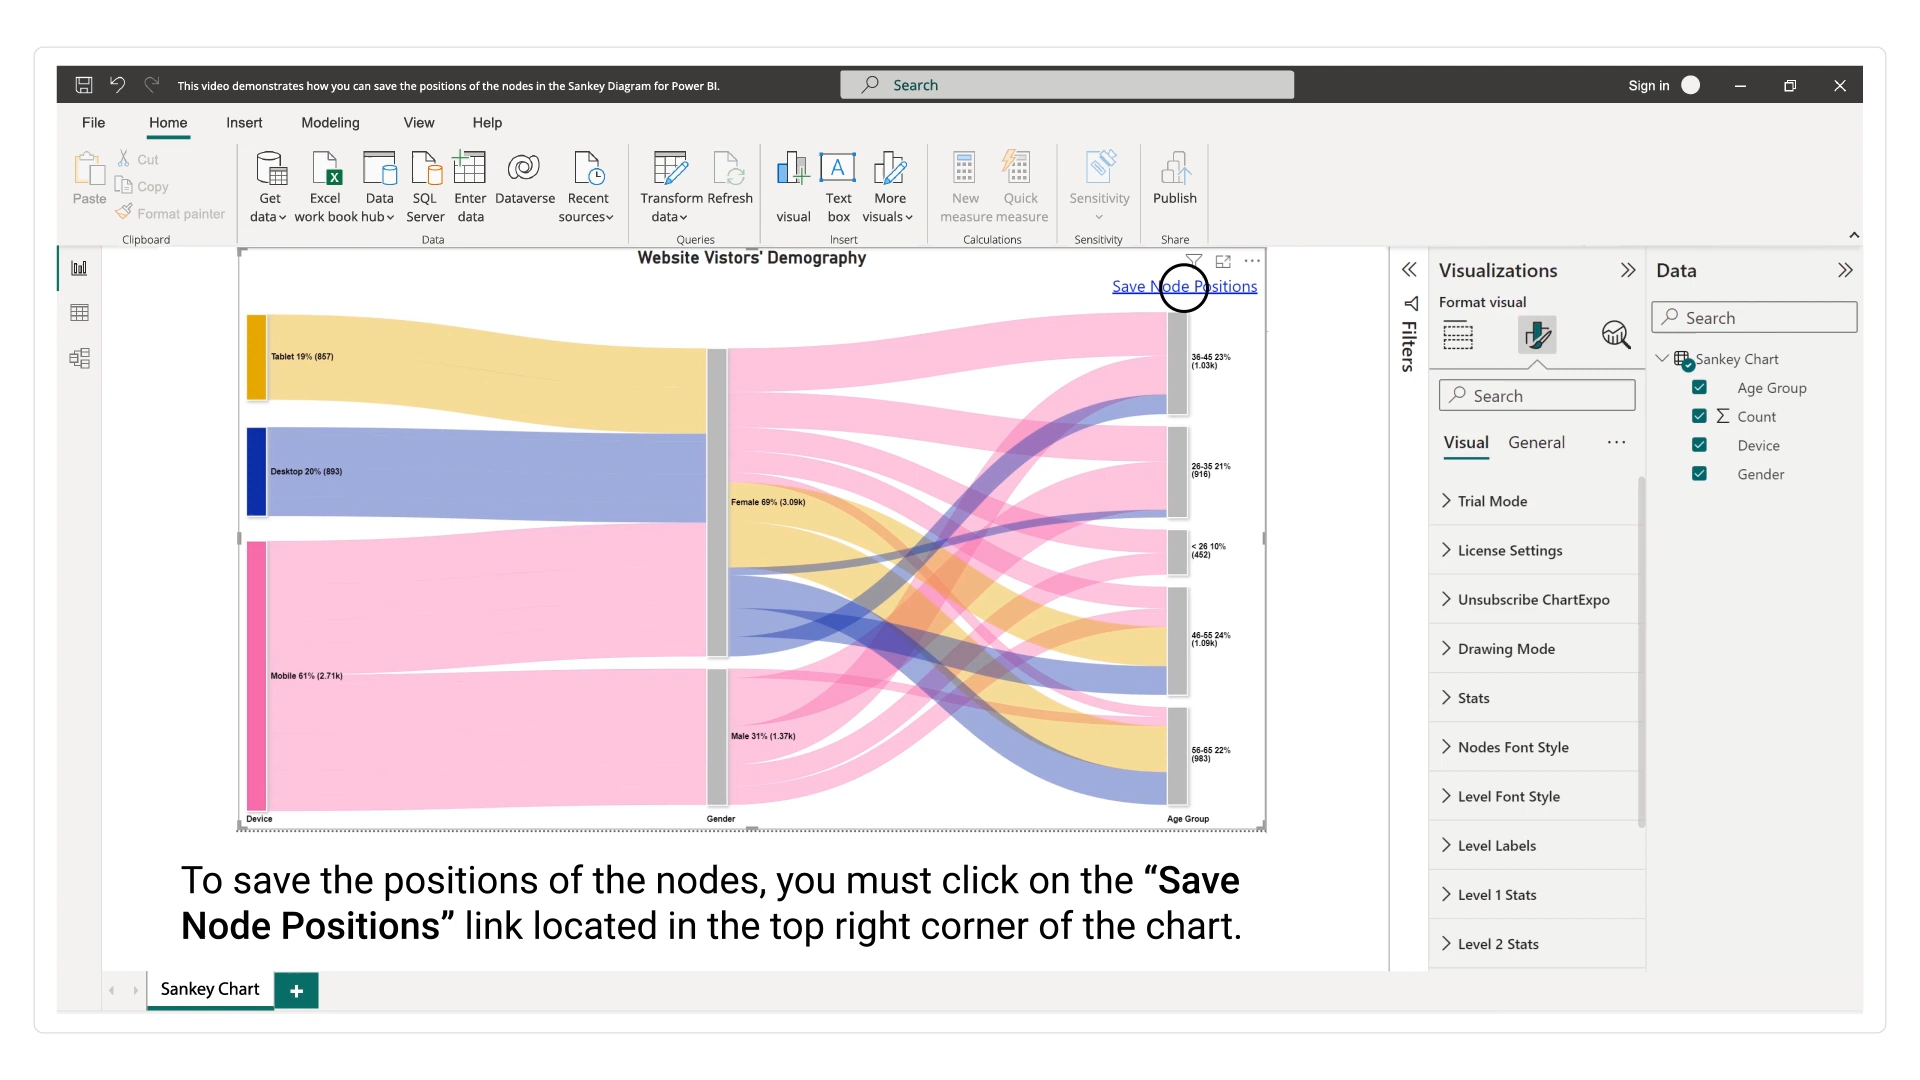 This video demonstrates how you can save the positions of the nodes in the Sankey Diagram for Power BI.
Search
Sign in
File
Home
Insert
Modeling
View
Help
Paste
Cut
Copy
Format painter
Clipboard
Get data
Excel work book
Data hub
SQL Server
Enter data
Dataverse
Recent sources
Data
Transform data
Refresh
Queries
visual
Text box
More visuals
Insert
New measure
Quick measure
Calculations
Sensitivity
Sensitivity
Publish
Share
Website Vistors' Demography
Save Node Positions
Tablet 19% (857)
Desktop 20% (893)
Mobile 61% (2.71k)
Female 69% (3.09k)
Male 31% (1.37k)
36-45 23%
(1.03k)
26-35 21%
(916)
< 26 10%
(452)
46-55 24%
(1.09k)
56-65 22%
(983)
Device
Gender
Age Group
To save the positions of the nodes, you must click on the “Save
Node Positions” link located in the top right corner of the chart.
Sankey Chart
Filters
Visualizations
Format visual
Search
Visual
General
Trial Mode
License Settings
Unsubscribe ChartExpo
Drawing Mode
Stats
Nodes Font Style
Level Font Style
Level Labels
Level 1 Stats
Level 2 Stats
Data
Search
Sankey Chart
Age Group
Σ Count
Device
Gender